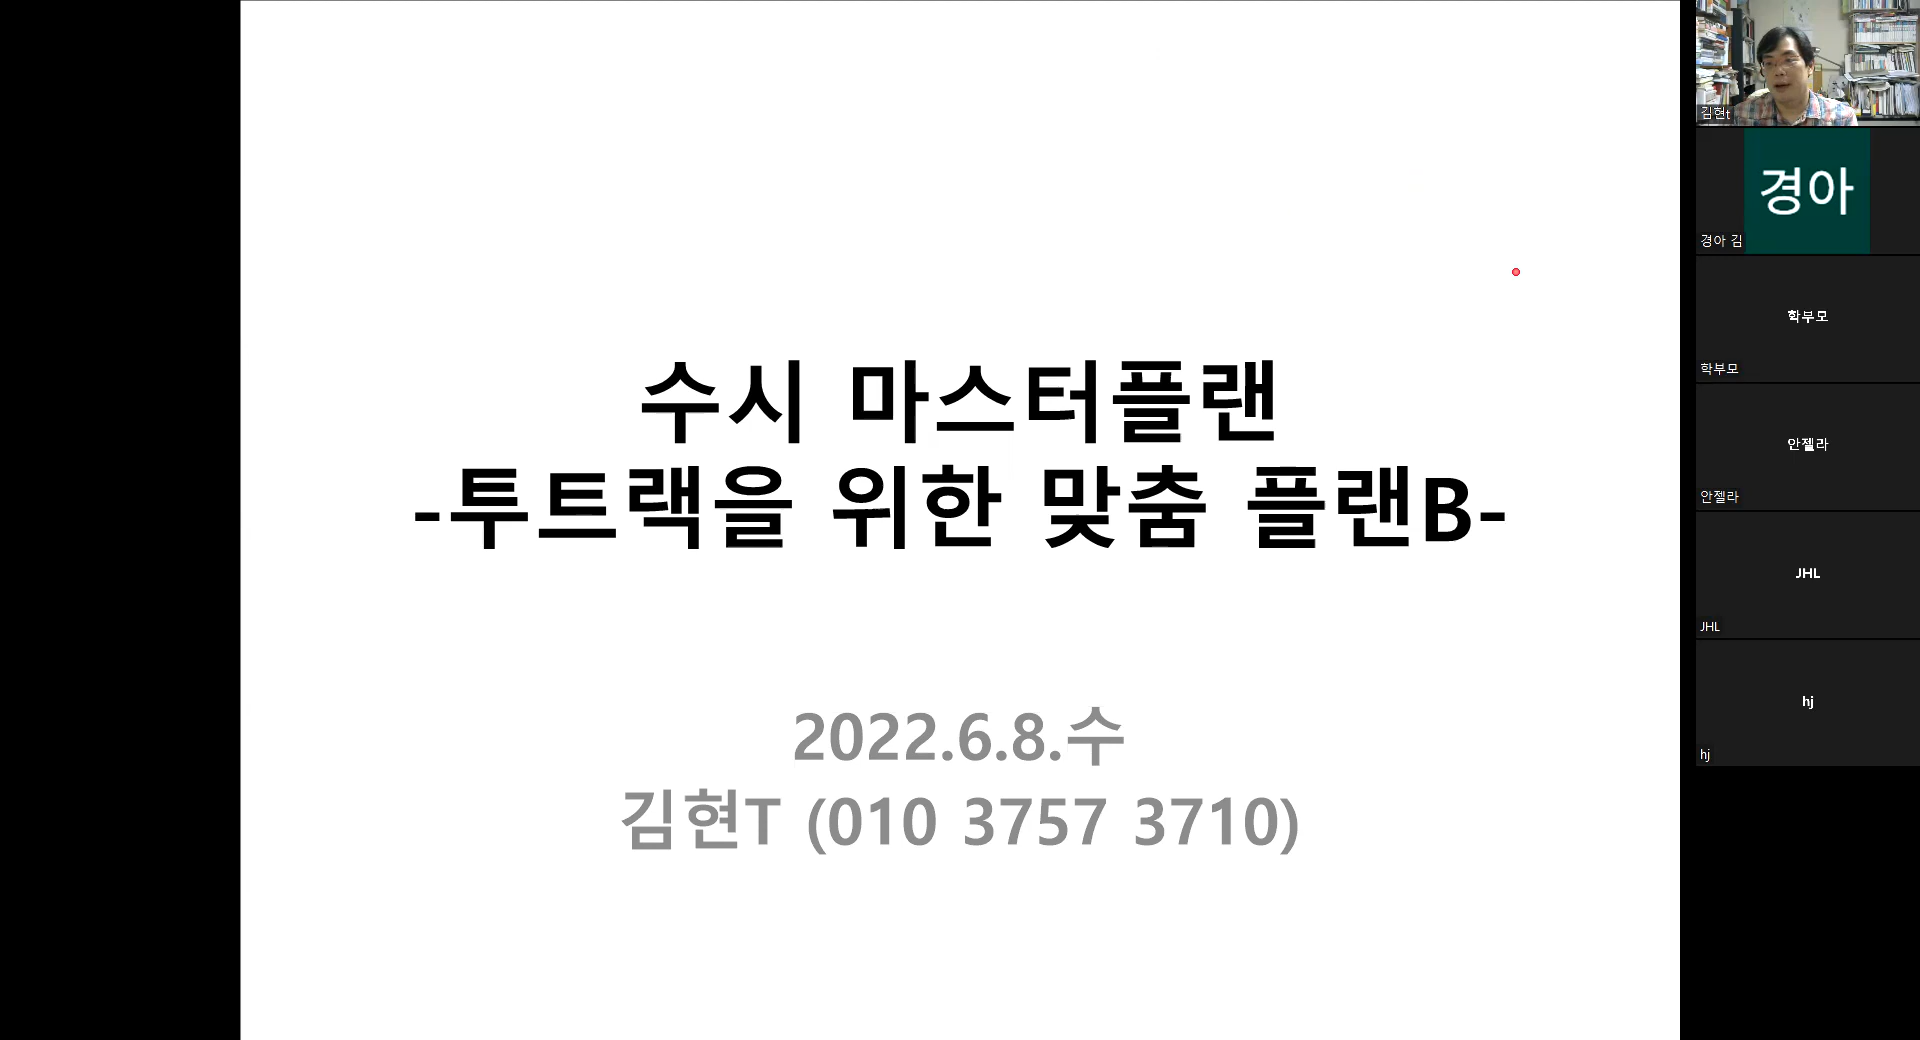 수시 마스터플랜
-투트랙을 위한 맞춤 플랜B-
2022.6.8.수
김현T (010 3757 3710)
김현t
경아
경아 김
학부모
학부모
안젤라
안젤라
JHL
JHL
hj
hj